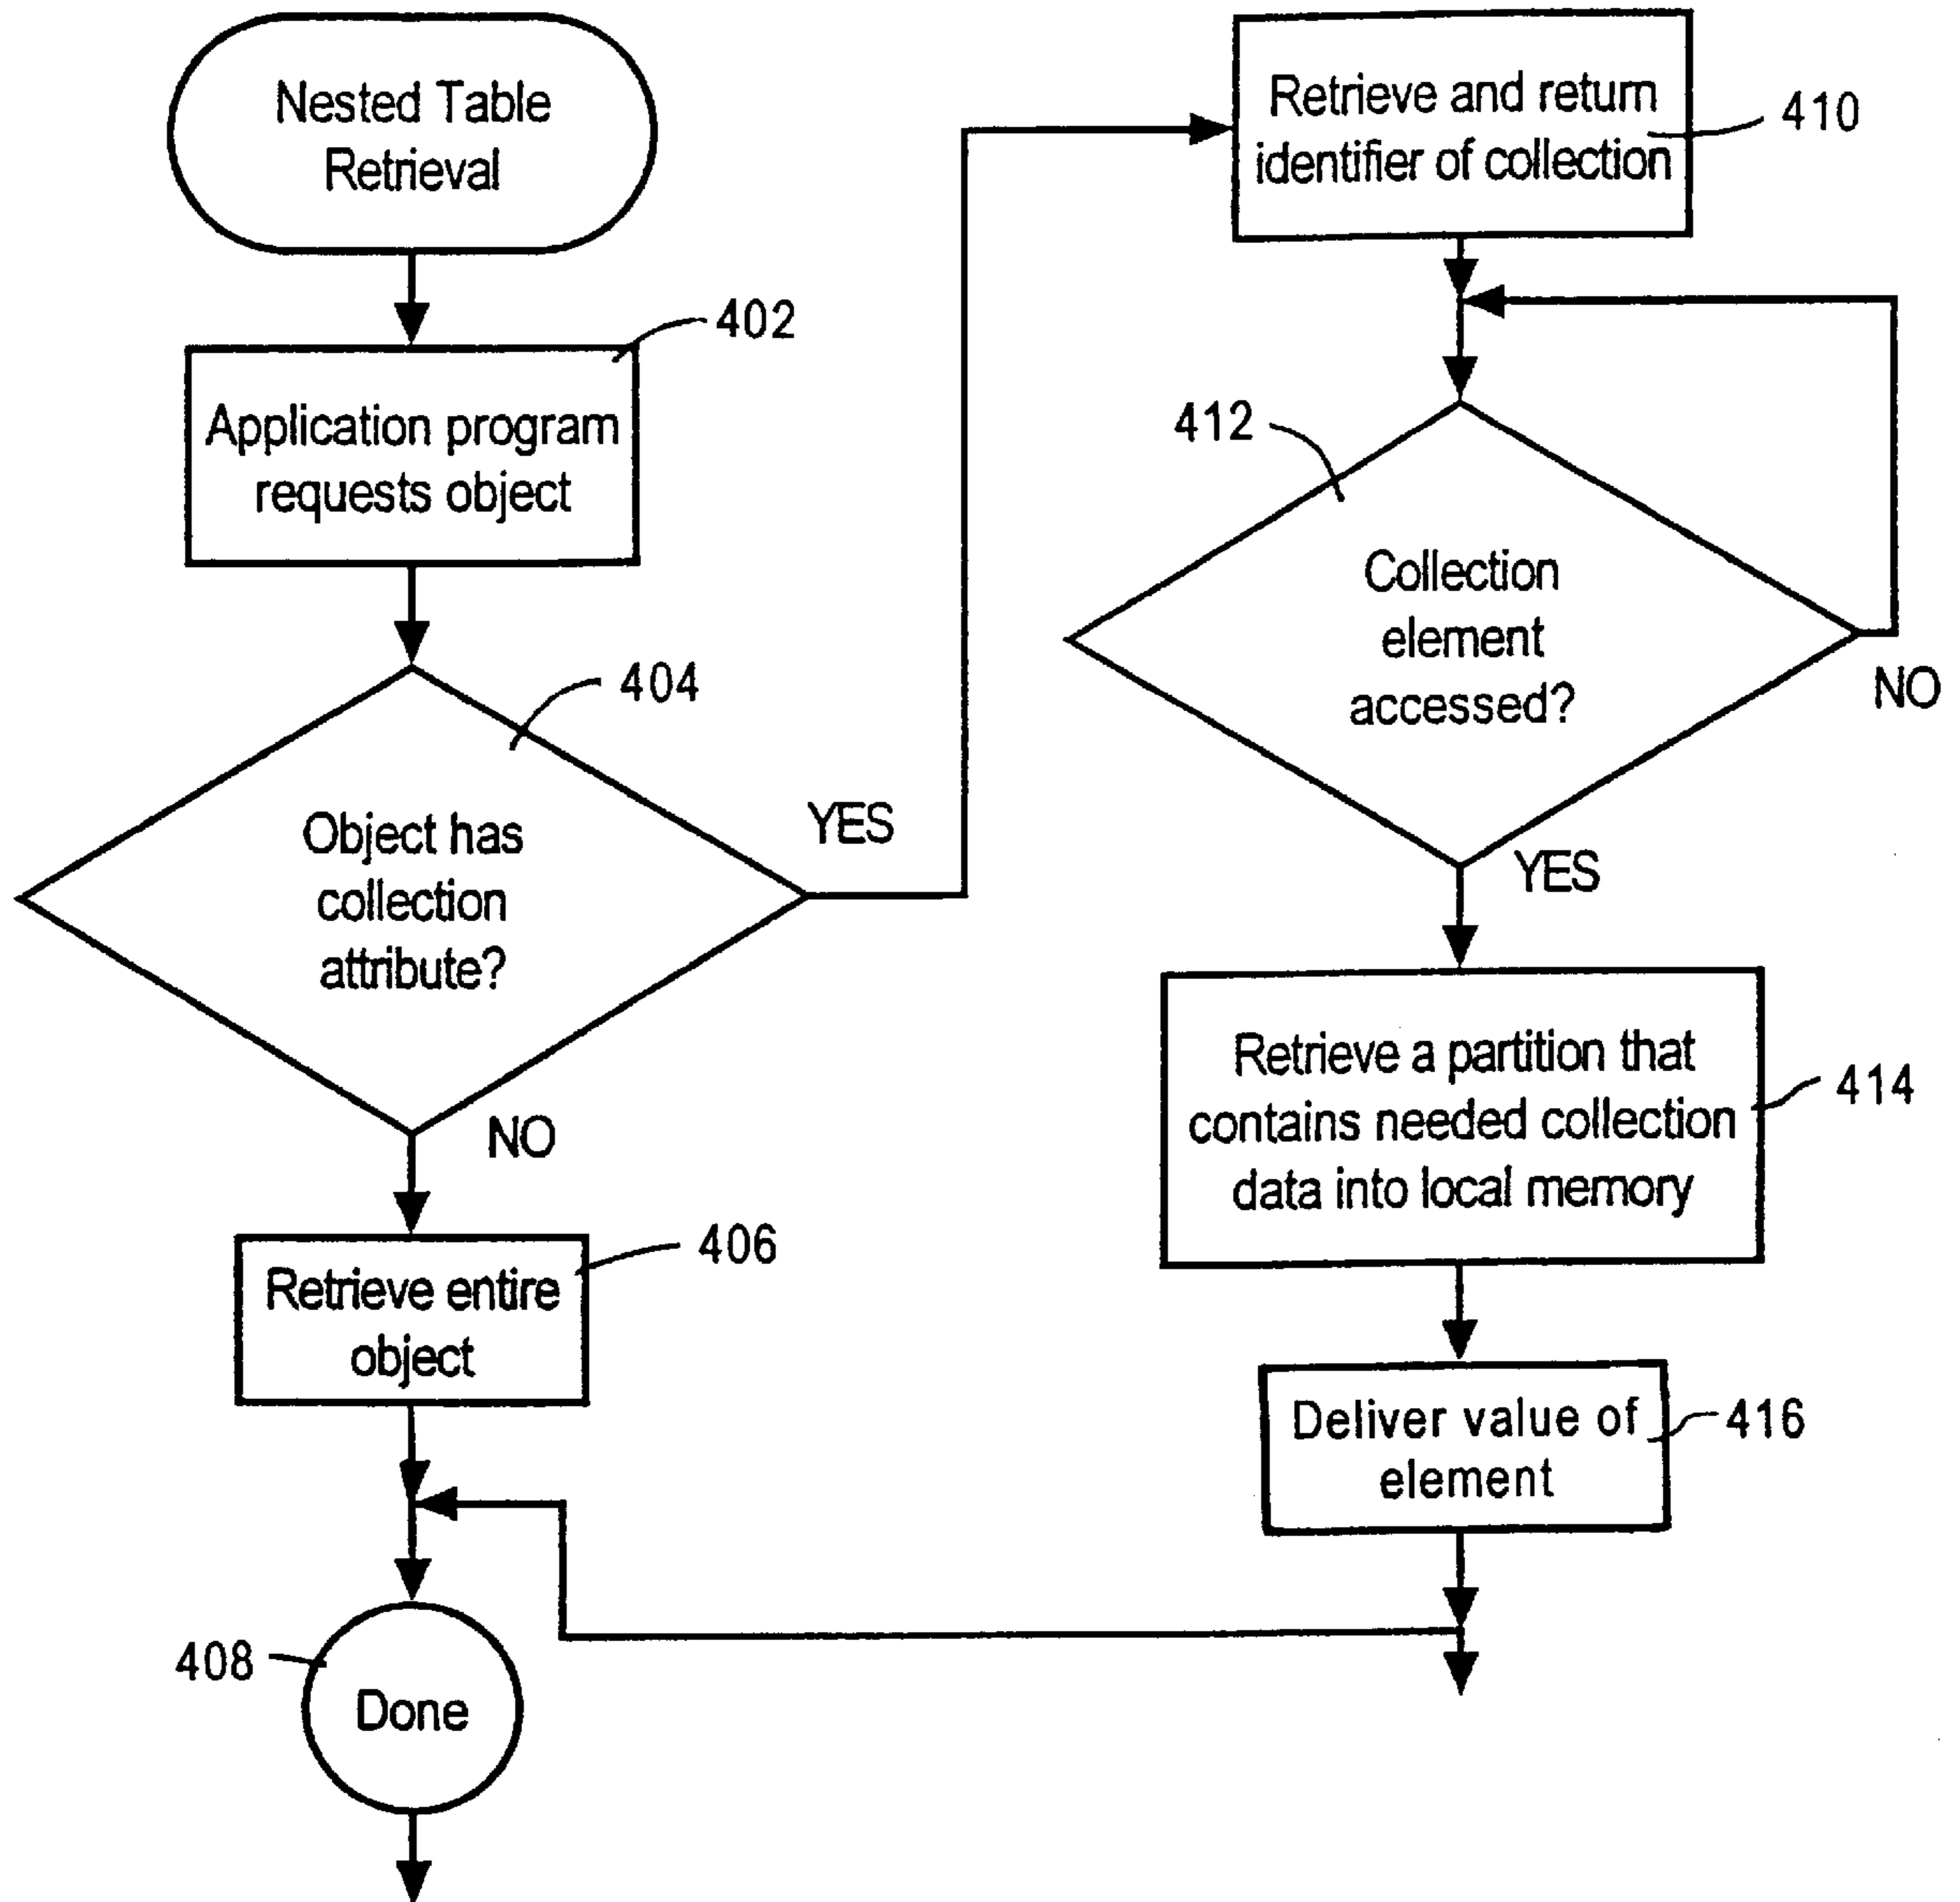 Nested Table
Retrieval
402
Application program
requests object
404
Object has
collection
attribute?
YES
NO
406
Retrieve entire
object
408
Done
Retrieve and return
identifier of collection
410
412
Collection
element
accessed?
NO
YES
Retrieve a partition that
contains needed collection
data into local memory
414
Deliver value of
element
416